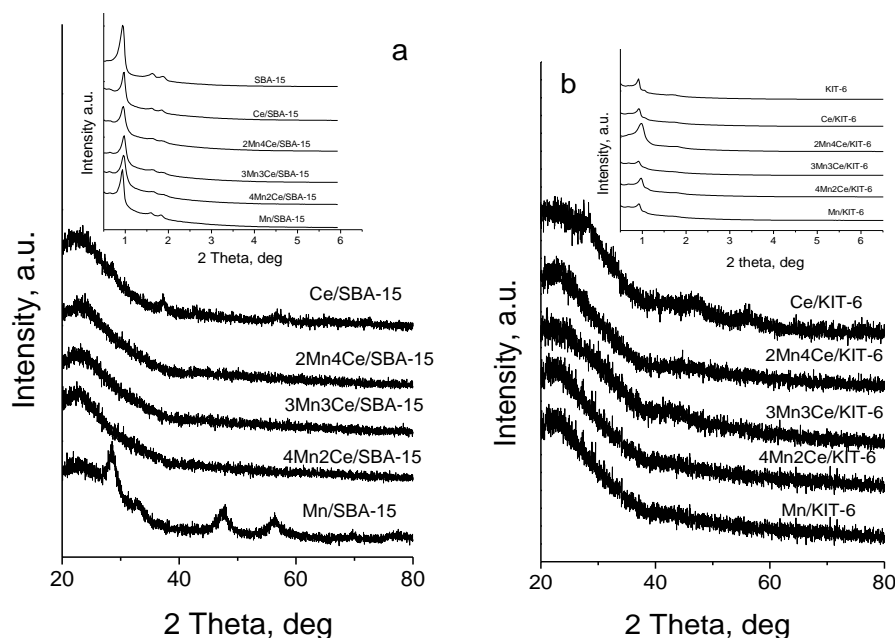 a
SBA-15
Ce/SBA-15
2Mn4Ce/SBA-15
3Mn3Ce/SBA-15
4Mn2Ce/SBA-15
Mn/SBA-15
Intensity a.u.
1 2 3 4 5 6
2 Theta, deg
Ce/SBA-15
2Mn4Ce/SBA-15
3Mn3Ce/SBA-15
4Mn2Ce/SBA-15
Mn/SBA-15
Intensity, a.u.
20 40 60 80
2 Theta, deg
b
KIT-6
Ce/KIT-6
2Mn4Ce/KIT-6
3Mn3Ce/KIT-6
4Mn2Ce/KIT-6
Mn/KIT-6
Intensity, a.u.
1 2 3 4 5 6
2 theta, deg
Ce/KIT-6
2Mn4Ce/KIT-6
3Mn3Ce/KIT-6
4Mn2Ce/KIT-6
Mn/KIT-6
Intensity, a.u.
20 40 60 80
2 Theta, deg